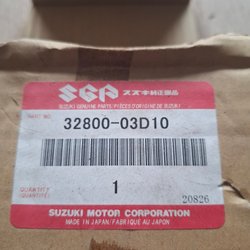 SGP スズキ純正部品
SUZUKI GENUINE PARTS/PIÈCES D'ORIGINE DE SUZUKI
PART NO.
32800-03D10
QUANTITY
QUANTITÉ
1
20826
SUZUKI MOTOR CORPORATION
MADE IN JAPAN/FABRIQUÉ AU JAPON